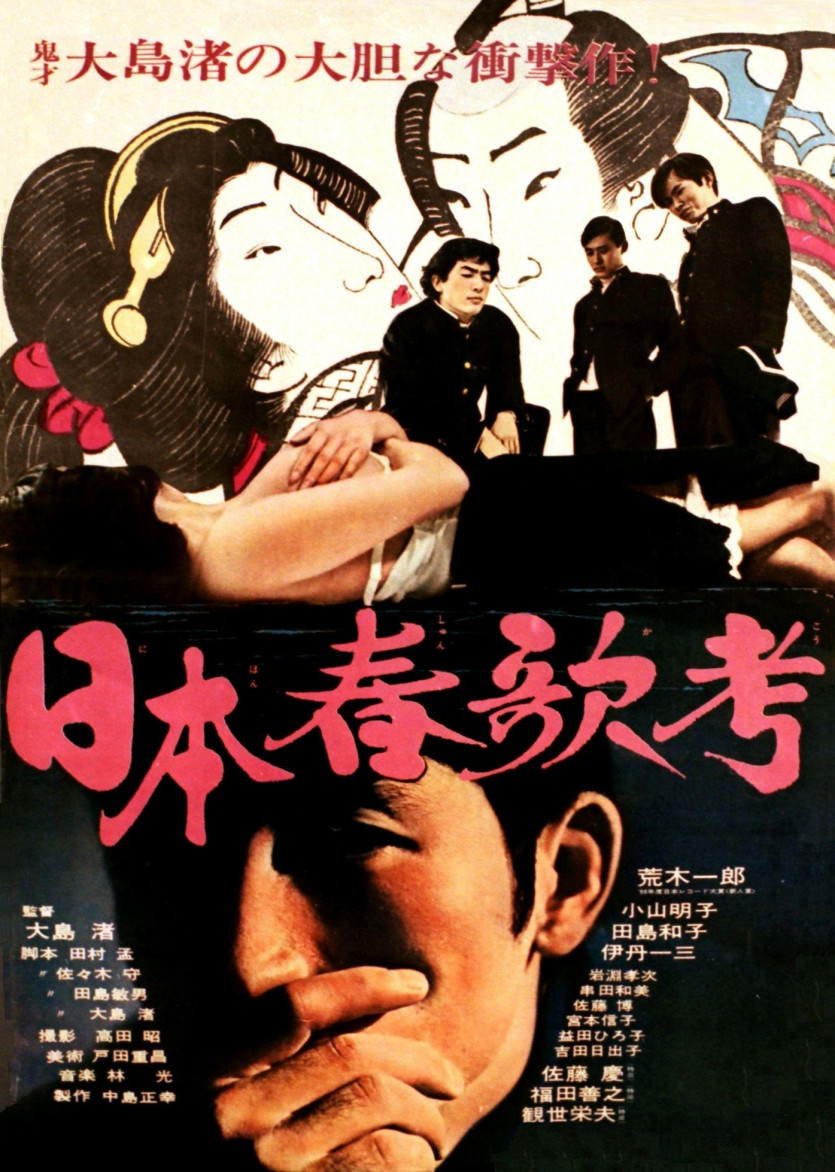 鬼才大島渚の大胆な衝撃作!
日本春歌考
にほんしゅんかこう
監督
大島 渚
脚本 田村 孟
〃 佐々木 守
〃 田島敏男
〃 大島 渚
撮影 高田 昭
美術 戸田重昌
音楽 林 光
製作 中島正幸
荒木一郎
小山明子
田島和子
伊丹一三
岩淵孝次
串田和美
佐藤 博
宮本信子
益田ひろ子
吉田日出子
佐藤 慶
福田善之
観世栄夫